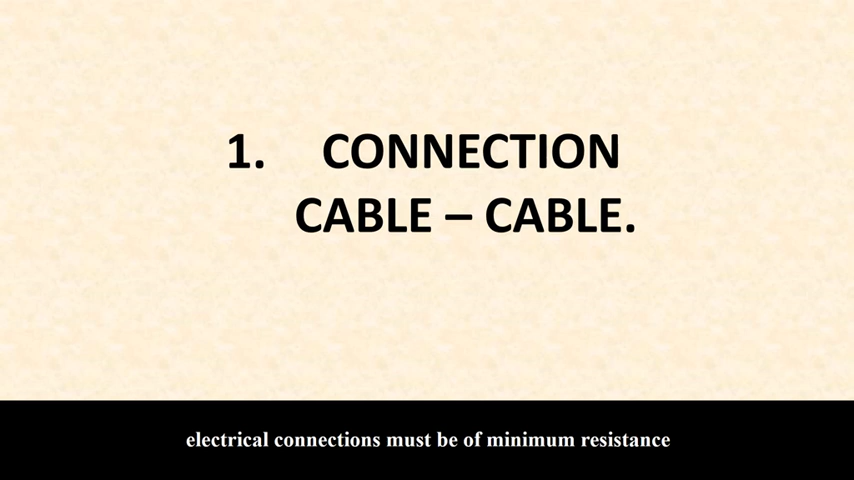 1. CONNECTION
CABLE – CABLE.
electrical connections must be of minimum resistance